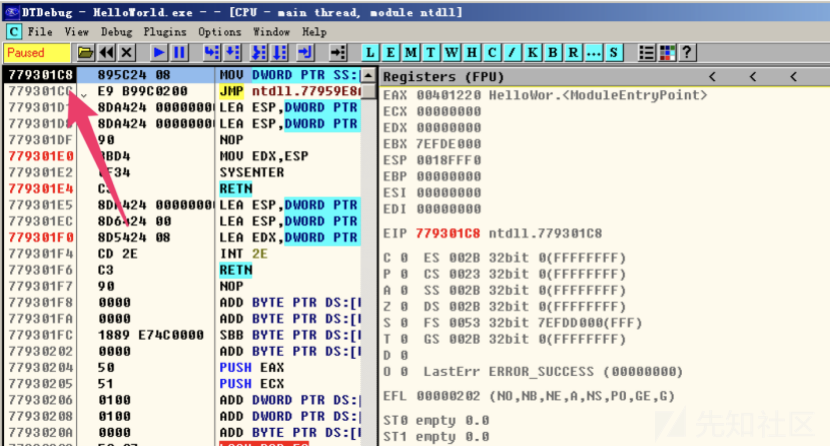 DTDebug - HelloWorld.exe - - [CPU - main thread, module ntdll]
C File View Debug Plugins Options Window Help
Paused L E M T W H C / K B R ... S ?
779301C8 895C24 08 MOV DWORD PTR SS:[
E9 B99C0200 JMP ntdll.77959E8
8DA424 0000000 LEA ESP,DWORD PTR
8DA424 0000000 LEA ESP,DWORD PTR
779301DF 90 NOP
779301E0 8BD4 MOV EDX,ESP
779301E2 0F34 SYSENTER
779301E4 C3 RETN
779301E5 8DA424 0000000 LEA ESP,DWORD PTR
779301EC 8D6424 00 LEA ESP,DWORD PTR
779301F0 8D5424 08 LEA EDX,DWORD PTR
779301F4 CD 2E INT 2E
779301F6 C3 RETN
779301F7 90 NOP
779301F8 0000 ADD BYTE PTR DS:[
779301FA 0000 ADD BYTE PTR DS:[
779301FC 1889 E74C0000 SBB BYTE PTR DS:[
77930202 0000 ADD BYTE PTR DS:[
77930204 50 PUSH EAX
77930205 51 PUSH ECX
77930206 0100 ADD DWORD PTR DS:
77930208 0100 ADD DWORD PTR DS:
7793020A 0000 ADD BYTE PTR DS:[
Registers (FPU) < < <
EAX 00401220 HelloWor.<ModuleEntryPoint>
ECX 00000000
EDX 00000000
EBX 7EFDE000
ESP 0018FFF0
EBP 00000000
ESI 00000000
EDI 00000000
EIP 779301C8 ntdll.779301C8
C 0 ES 002B 32bit 0(FFFFFFFF)
P 0 CS 0023 32bit 0(FFFFFFFF)
A 0 SS 002B 32bit 0(FFFFFFFF)
Z 0 DS 002B 32bit 0(FFFFFFFF)
S 0 FS 0053 32bit 7EFDD000(FFF)
T 0 GS 002B 32bit 0(FFFFFFFF)
D 0
O 0 LastErr ERROR_SUCCESS (00000000)
EFL 00000202 (NO,NB,NE,A,NS,PO,GE,G)
ST0 empty 0.0
ST1 empty 0.0
先知社区